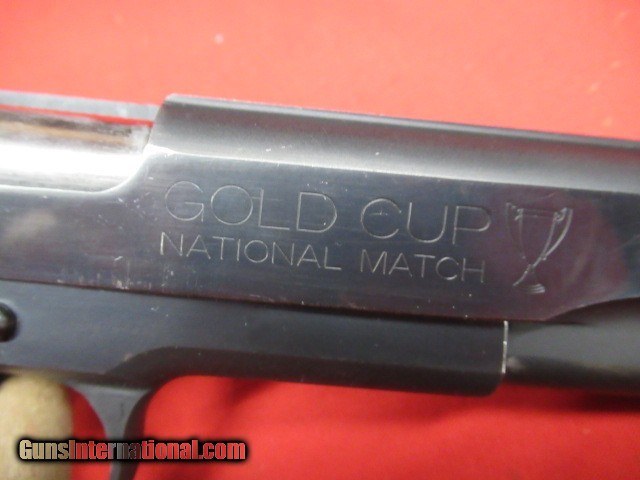 GOLD CUP
NATIONAL MATCH
GunsInternational.com